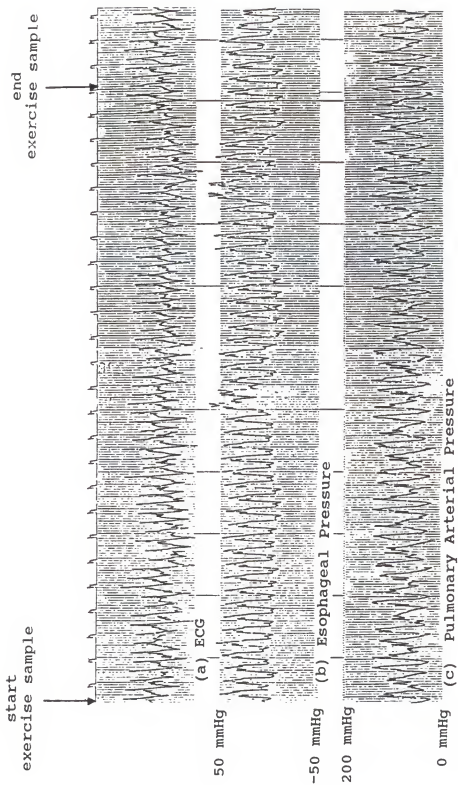 start
exercise sample
end
exercise sample
(a) ECG
50 mmHg
-50 mmHg
(b) Esophageal Pressure
200 mmHg
0 mmHg
(c) Pulmonary Arterial Pressure